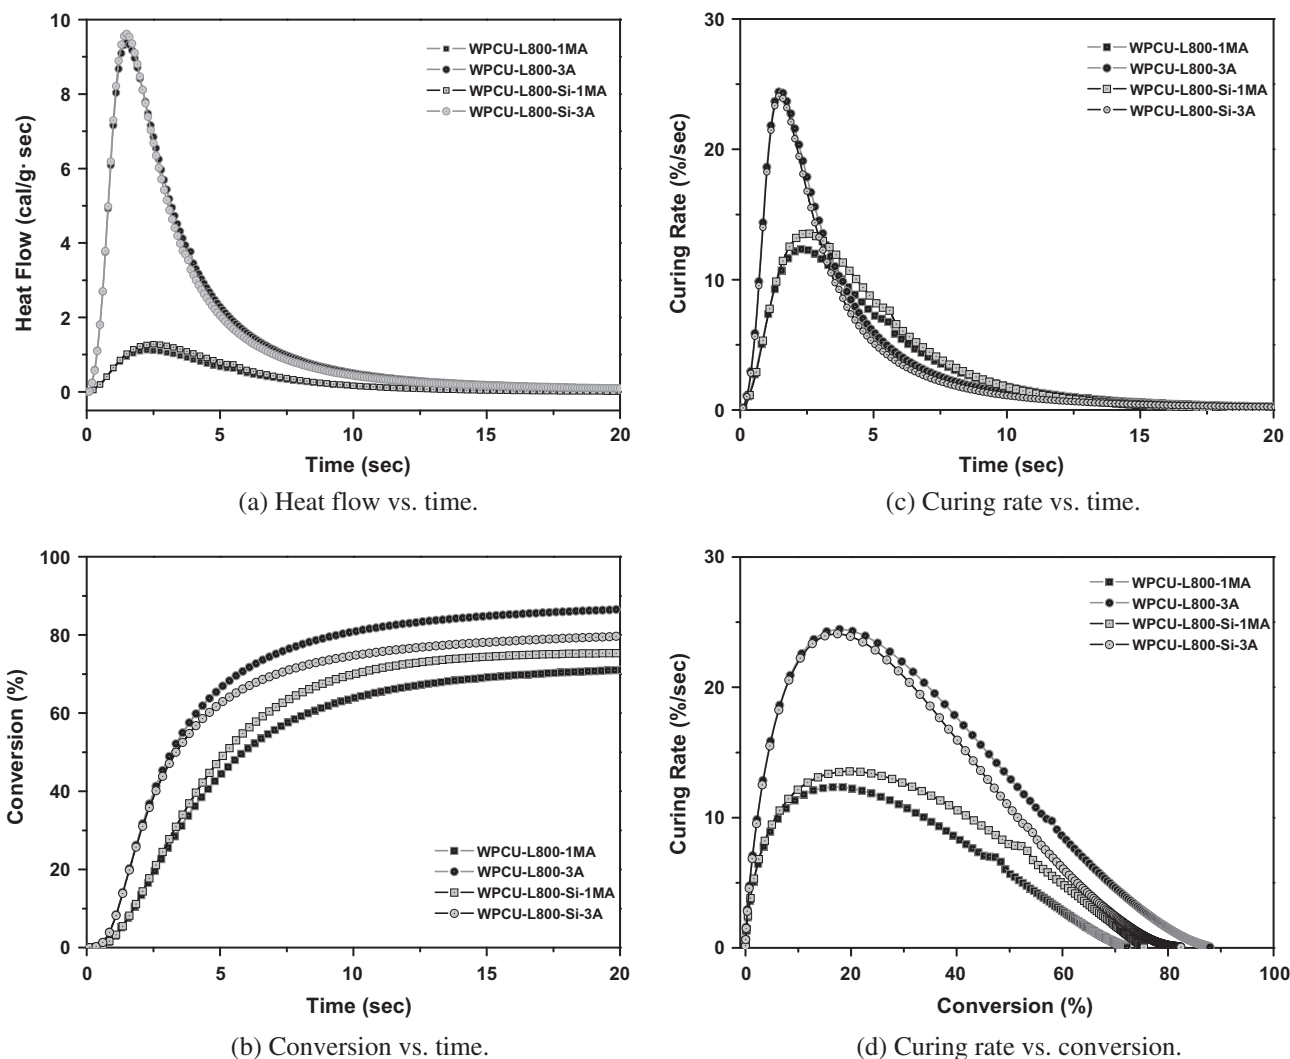 10
8
6
4
2
0
Heat Flow (cal/g· sec)
WPCU-L800-1MA
WPCU-L800-3A
WPCU-L800-Si-1MA
WPCU-L800-Si-3A
0 5 10 15 20
Time (sec)
(a) Heat flow vs. time.
30
20
10
0
Curing Rate (%/sec)
WPCU-L800-1MA
WPCU-L800-3A
WPCU-L800-Si-1MA
WPCU-L800-Si-3A
0 5 10 15 20
Time (sec)
(c) Curing rate vs. time.
100
80
60
40
20
0
Conversion (%)
WPCU-L800-1MA
WPCU-L800-3A
WPCU-L800-Si-1MA
WPCU-L800-Si-3A
0 5 10 15 20
Time (sec)
(b) Conversion vs. time.
30
20
10
0
Curing Rate (%/sec)
WPCU-L800-1MA
WPCU-L800-3A
WPCU-L800-Si-1MA
WPCU-L800-Si-3A
0 20 40 60 80 100
Conversion (%)
(d) Curing rate vs. conversion.